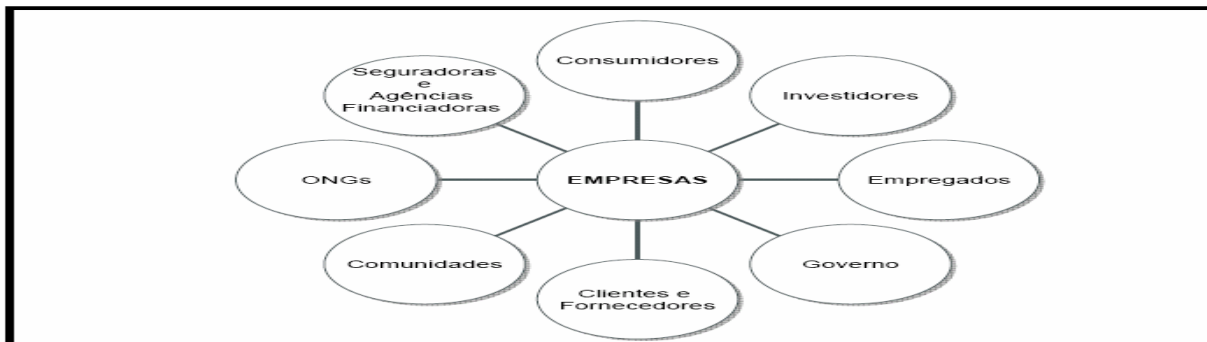 Consumidores
Seguradoras
e
Agências
Financiadoras
Investidores
ONGs
EMPRESAS
Empregados
Comunidades
Governo
Clientes e
Fornecedores